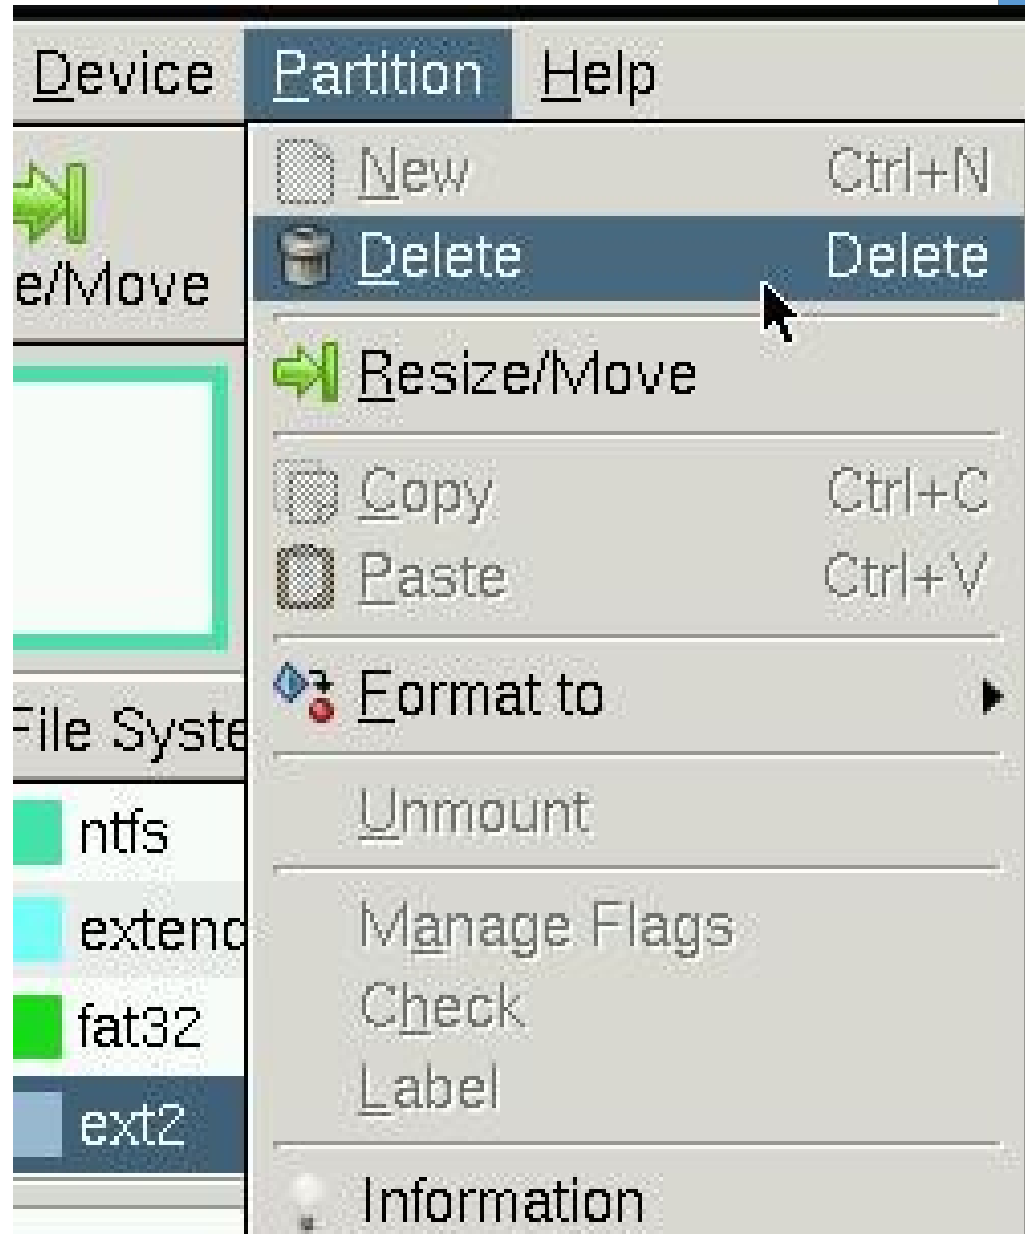 Device Partition Help
New Ctrl+N
Delete Delete
e/Move
Resize/Move
Copy Ctrl+C
Paste Ctrl+V
Format to
File Syste
Unmount
ntfs
Manage Flags
extend
Check
fat32
Label
ext2
Information